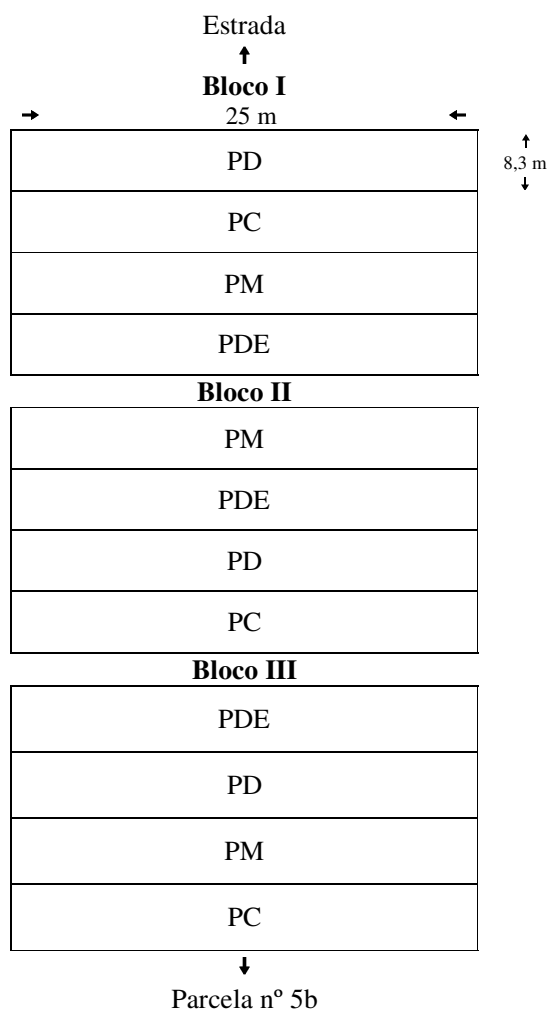 Estrada
Bloco I
25 m
PD
8,3 m
PC
PM
PDE
Bloco II
PM
PDE
PD
PC
Bloco III
PDE
PD
PM
PC
Parcela nº 5b